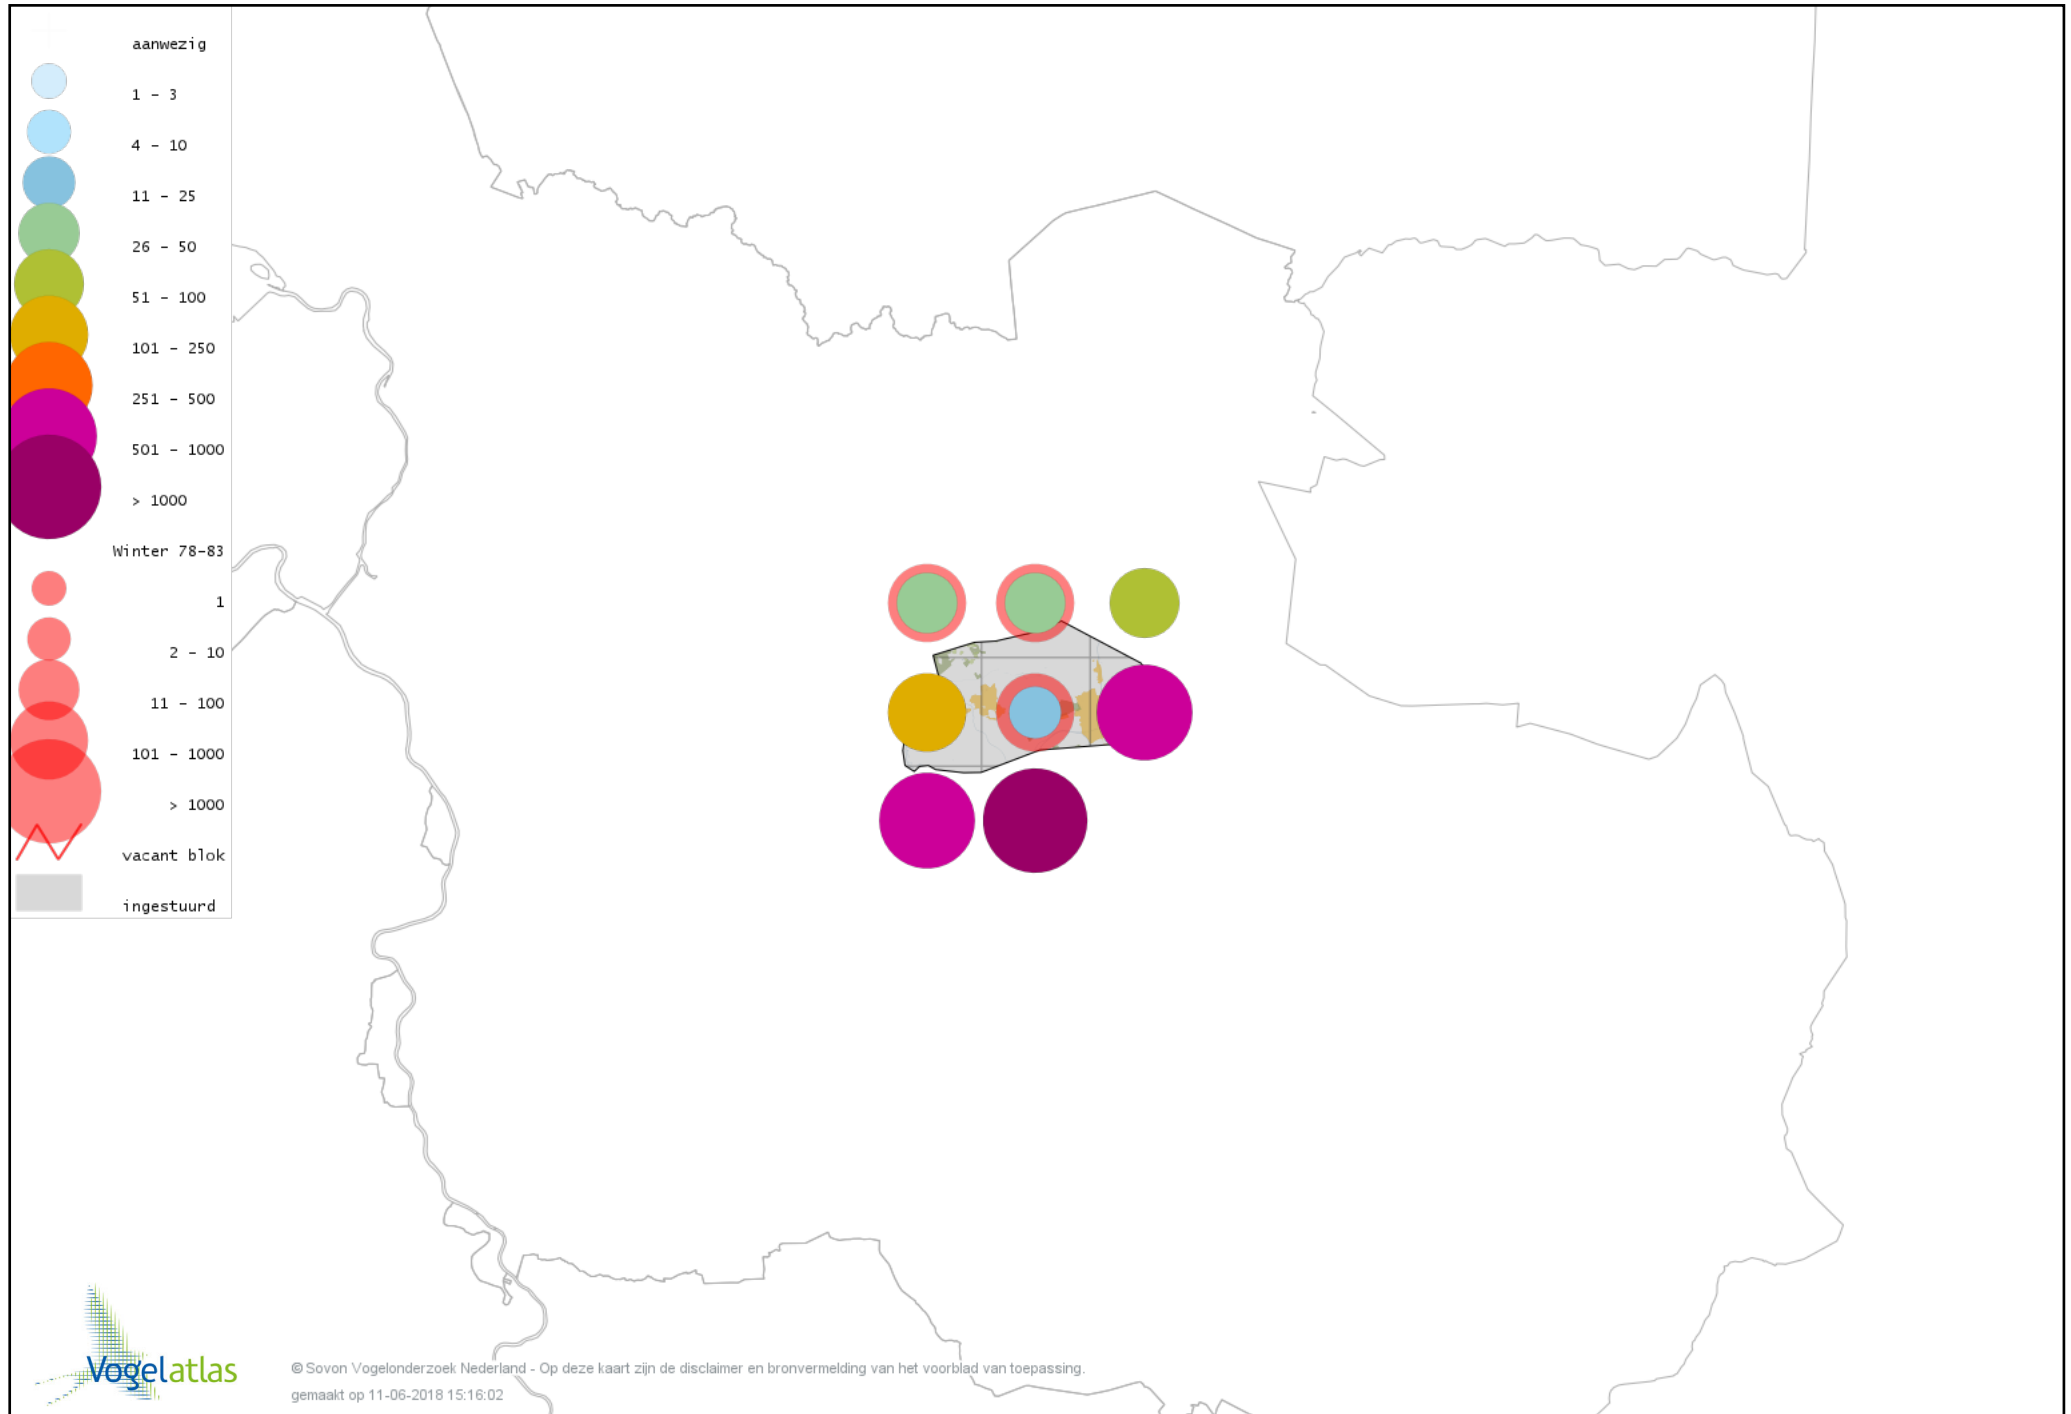 aanwezig
1 - 3
4 - 10
11 - 25
26 - 50
51 - 100
101 - 250
251 - 500
501 - 1000
> 1000
Winter 78-83
1
2 - 10
11 - 100
101 - 1000
> 1000
vacant blok
ingestuurd
Vogelatlas
© Sovon Vogelonderzoek Nederland - Op deze kaart zijn de disclaimer en bronvermelding van het voorblad van toepassing.
gemaakt op 11-06-2018 15:16:02